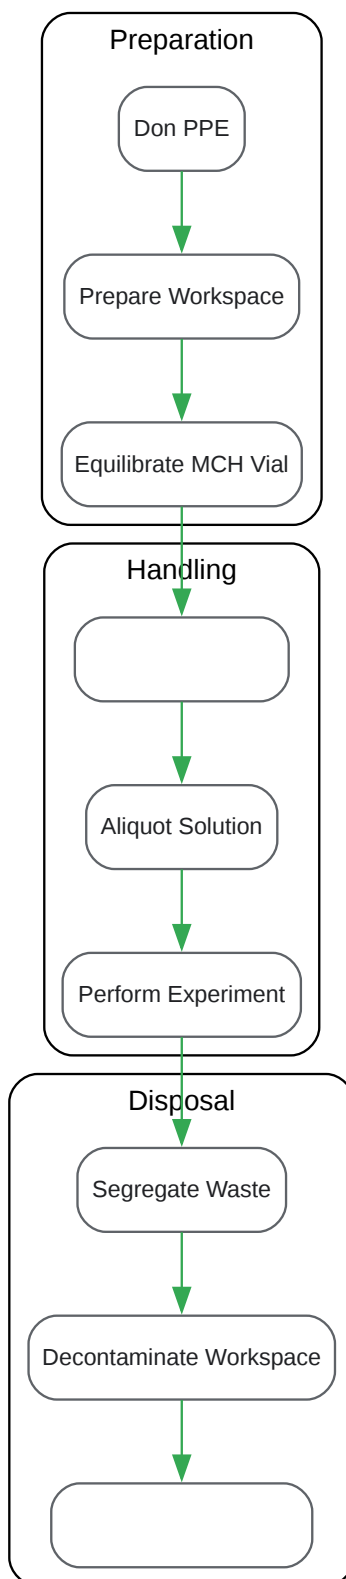 Preparation
Don PPE
Prepare Workspace
Equilibrate MCH Vial
Handling
Aliquot Solution
Perform Experiment
Disposal
Segregate Waste
Decontaminate Workspace